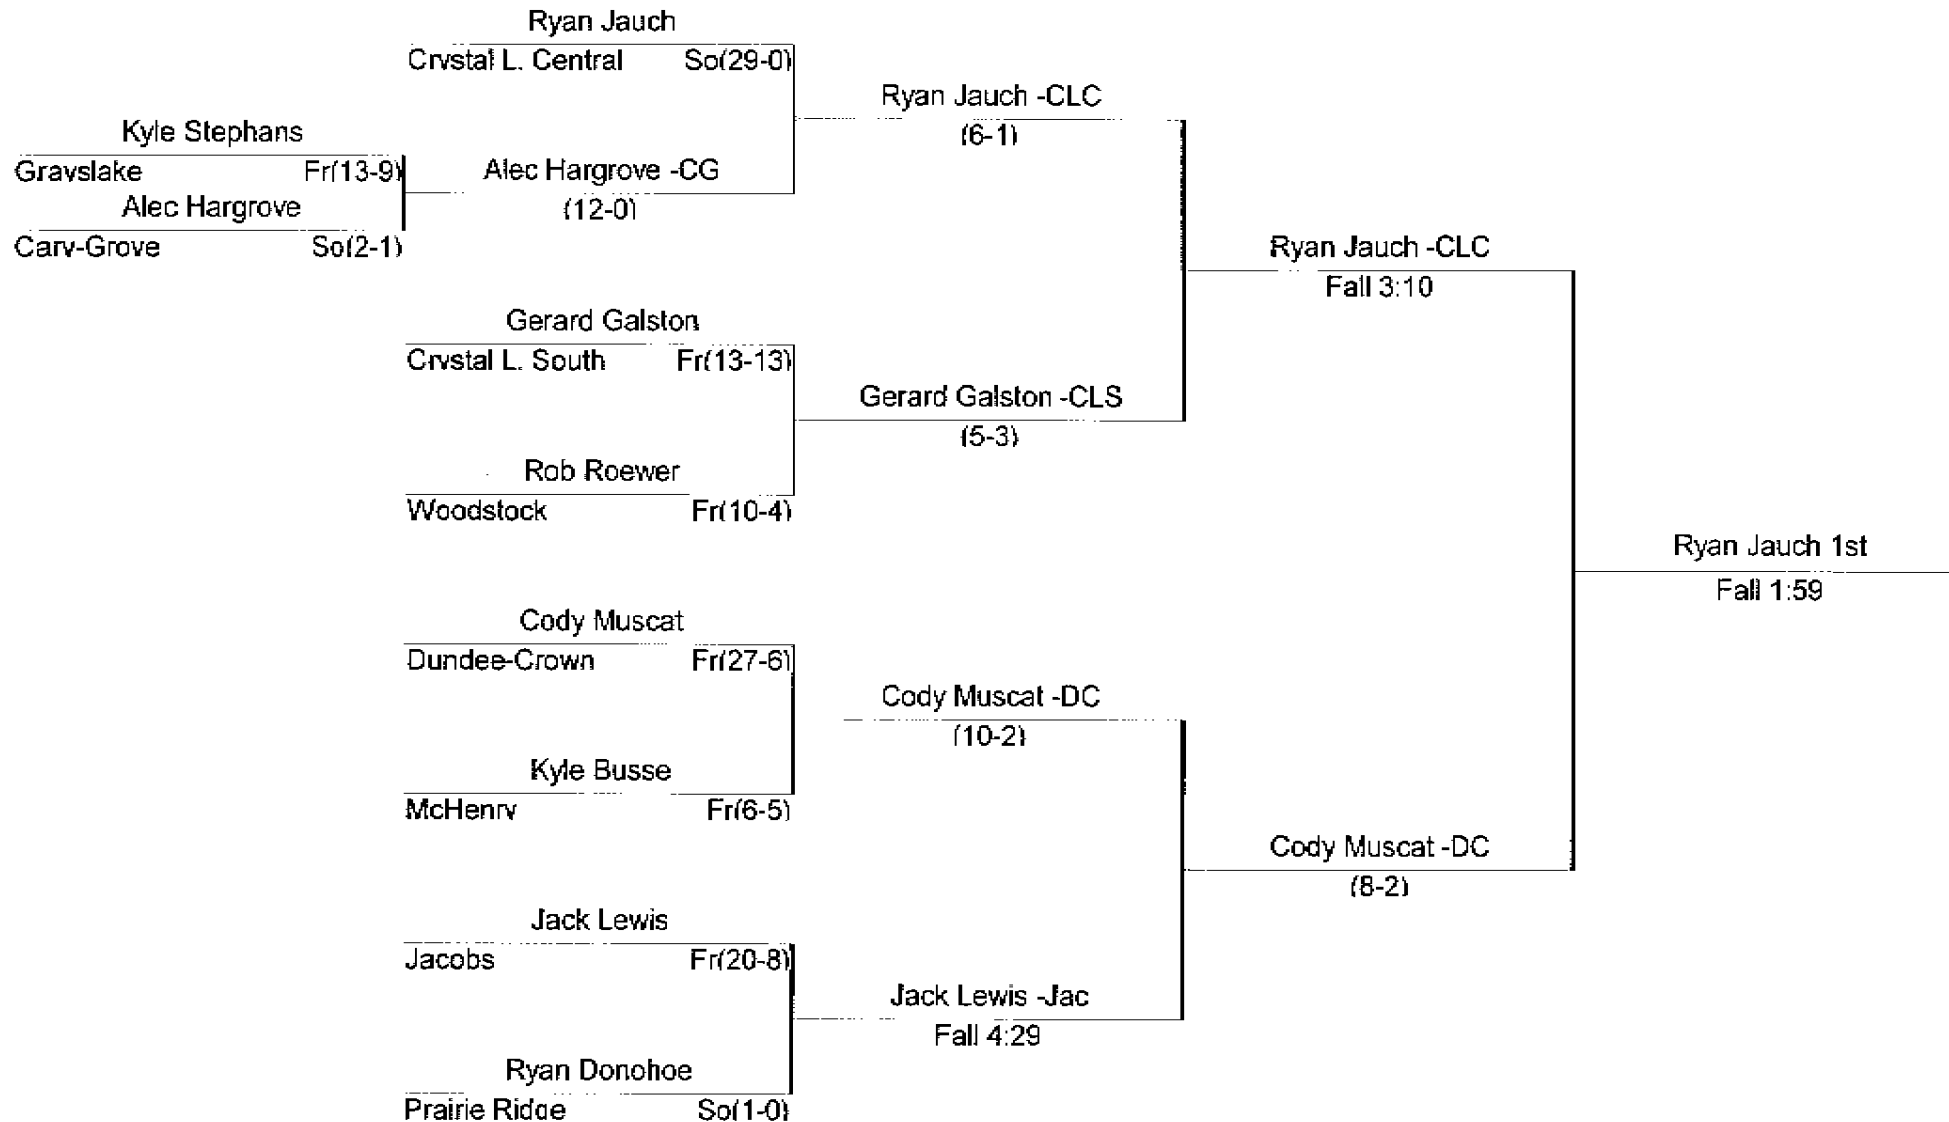 Ryan Jauch
Crystal L. Central So(29-0)
Kyle Stephans
Grayslake Fr(13-9)
Alec Hargrove
Cary-Grove So(2-1)
Alec Hargrove -CG
(12-0)
Ryan Jauch -CLC
(6-1)
Gerard Galston
Crystal L. South Fr(13-13)
Rob Roewer
Woodstock Fr(10-4)
Gerard Galston -CLS
(5-3)
Ryan Jauch -CLC
Fall 3:10
Cody Muscat
Dundee-Crown Fr(27-6)
Kyle Busse
McHenry Fr(6-5)
Cody Muscat -DC
(10-2)
Jack Lewis
Jacobs Fr(20-8)
Ryan Donohoe
Prairie Ridge So(1-0)
Jack Lewis -Jac
Fall 4:29
Cody Muscat -DC
(8-2)
Ryan Jauch 1st
Fall 1:59